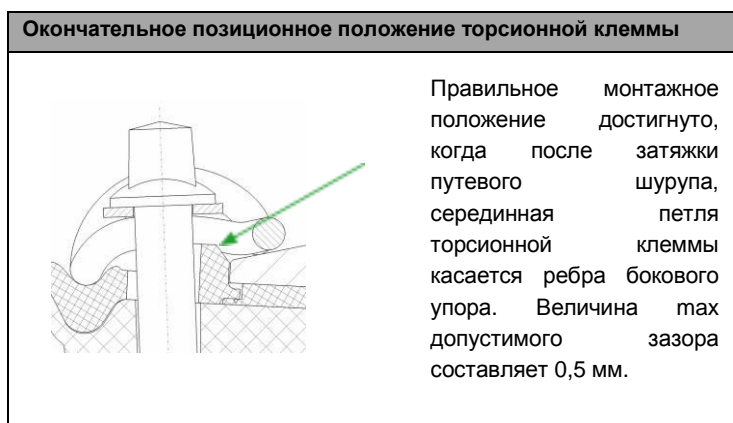 Окончательное позиционное положение торсионной клеммы
Правильное монтажное
положение достигнуто,
когда после затяжки
путевого шурупа,
серединная петля
торсионной клеммы
касается ребра бокового
упора. Величина max
допустимого зазора
составляет 0,5 мм.